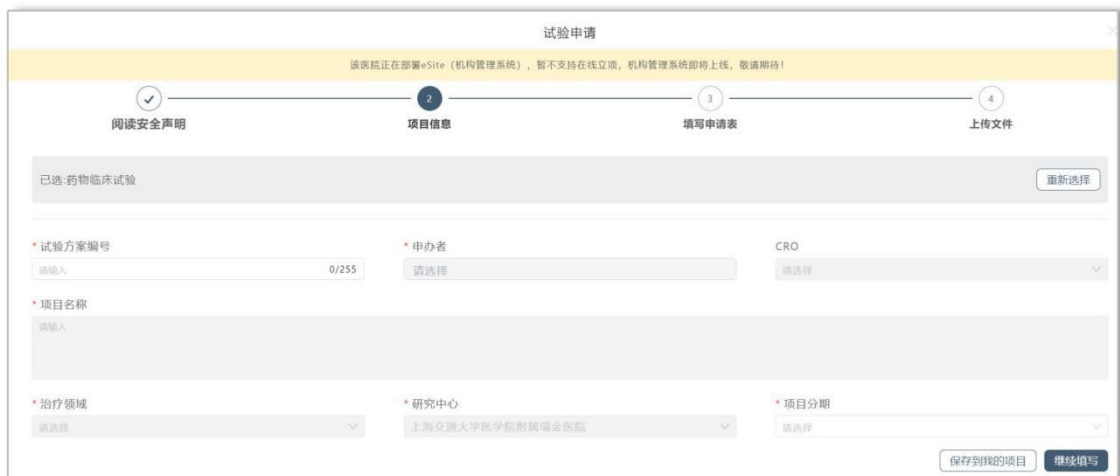 试验申请
该医院正在部署eSite（机构管理系统），暂不支持在线立项，机构管理系统即将上线，敬请期待！
2 3 4
阅读安全声明 项目信息 填写申请表 上传文件
已选:药物临床试验 重新选择
* 试验方案编号 * 申办者 CRO
请输入 0/255 请选择 请选择
* 项目名称
请输入
* 治疗领域 * 研究中心 * 项目分期
请选择 上海交通大学医学院附属瑞金医院 请选择
保存到我的项目 继续填写